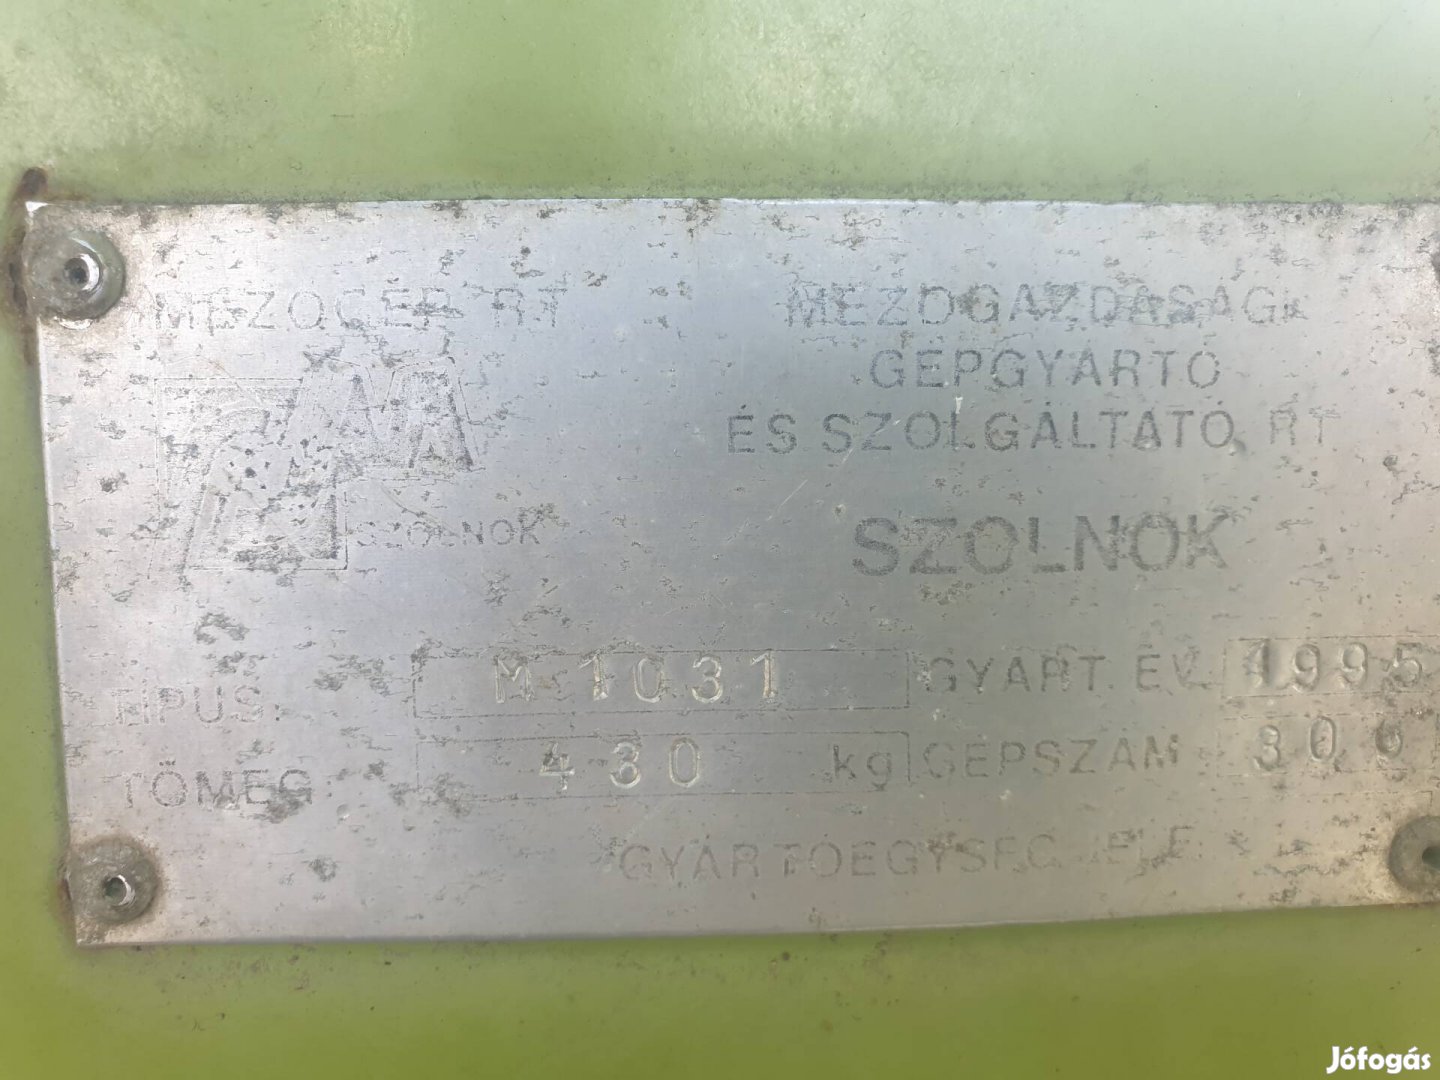 MEZŐGÉP RT
MEZŐGAZDASÁGI
GÉPGYÁRTÓ
ÉS SZOLGÁLTATÓ RT
SZOLNOK
SZOLNOK
TÍPUS: M 1031 GYÁRT. ÉV 1995
TÖMEG: 430 kg GÉPSZÁM
GYÁRTÓEGYSÉG
Jófogás